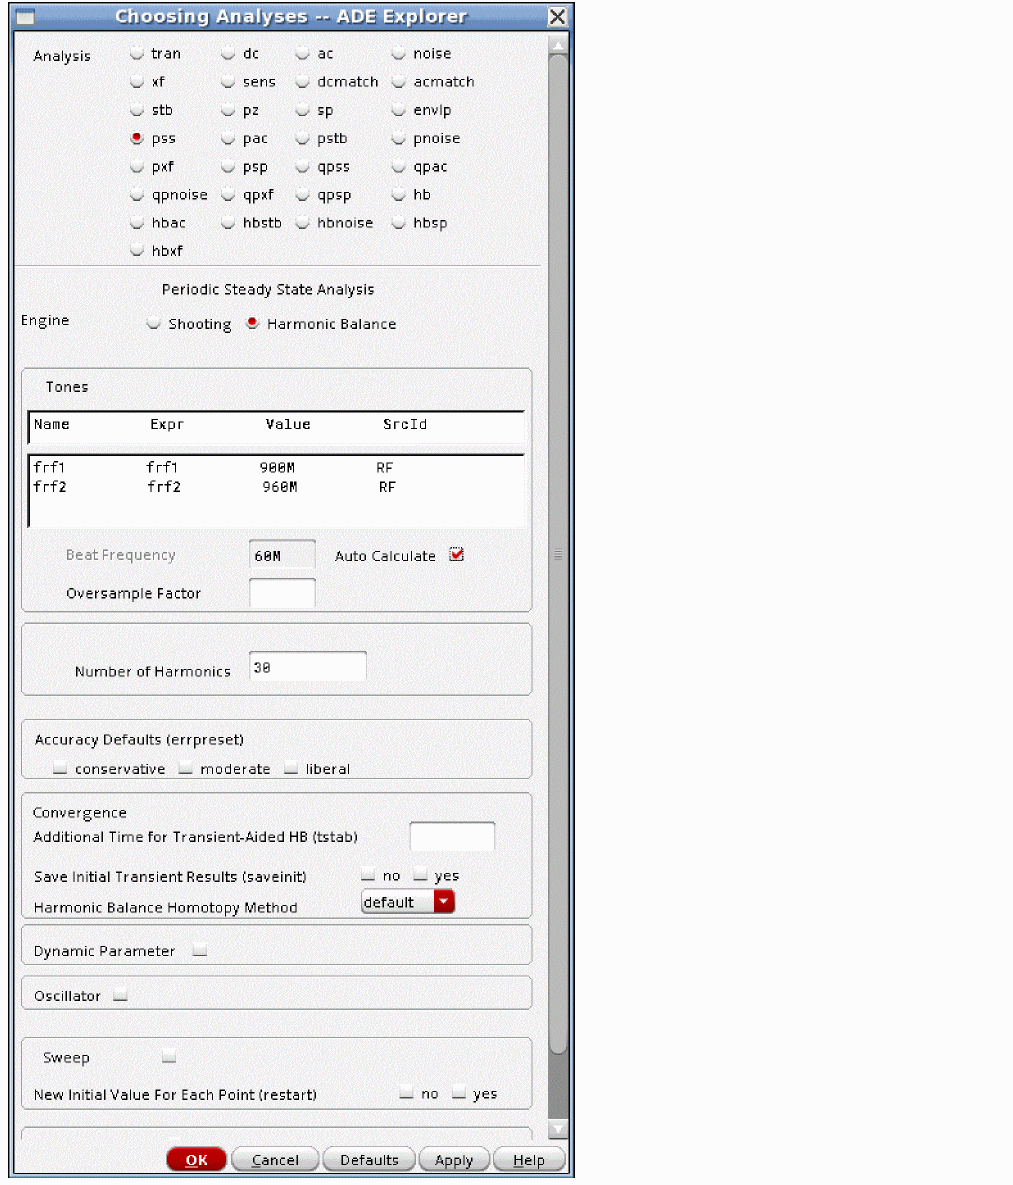 Choosing Analyses -- ADE Explorer
Analysis tran dc ac noise
xf sens dcmatch acmatch
stb pz sp envlp
pss pac pstb pnoise
pxf psp qpss qpac
qpnoise qpxf qpsp hb
hbac hbstb hbnoise hbsp
hbxf
Periodic Steady State Analysis
Engine Shooting Harmonic Balance
Tones
Name Expr Value SrcId
frf1 frf1 900M RF
frf2 frf2 960M RF
Beat Frequency 60M Auto Calculate
Oversample Factor
Number of Harmonics 30
Accuracy Defaults (errpreset)
conservative moderate liberal
Convergence
Additional Time for Transient-Aided HB (tstab)
Save Initial Transient Results (saveinit) no yes
Harmonic Balance Homotopy Method default
Dynamic Parameter
Oscillator
Sweep
New Initial Value For Each Point (restart) no yes
OK Cancel Defaults Apply Help